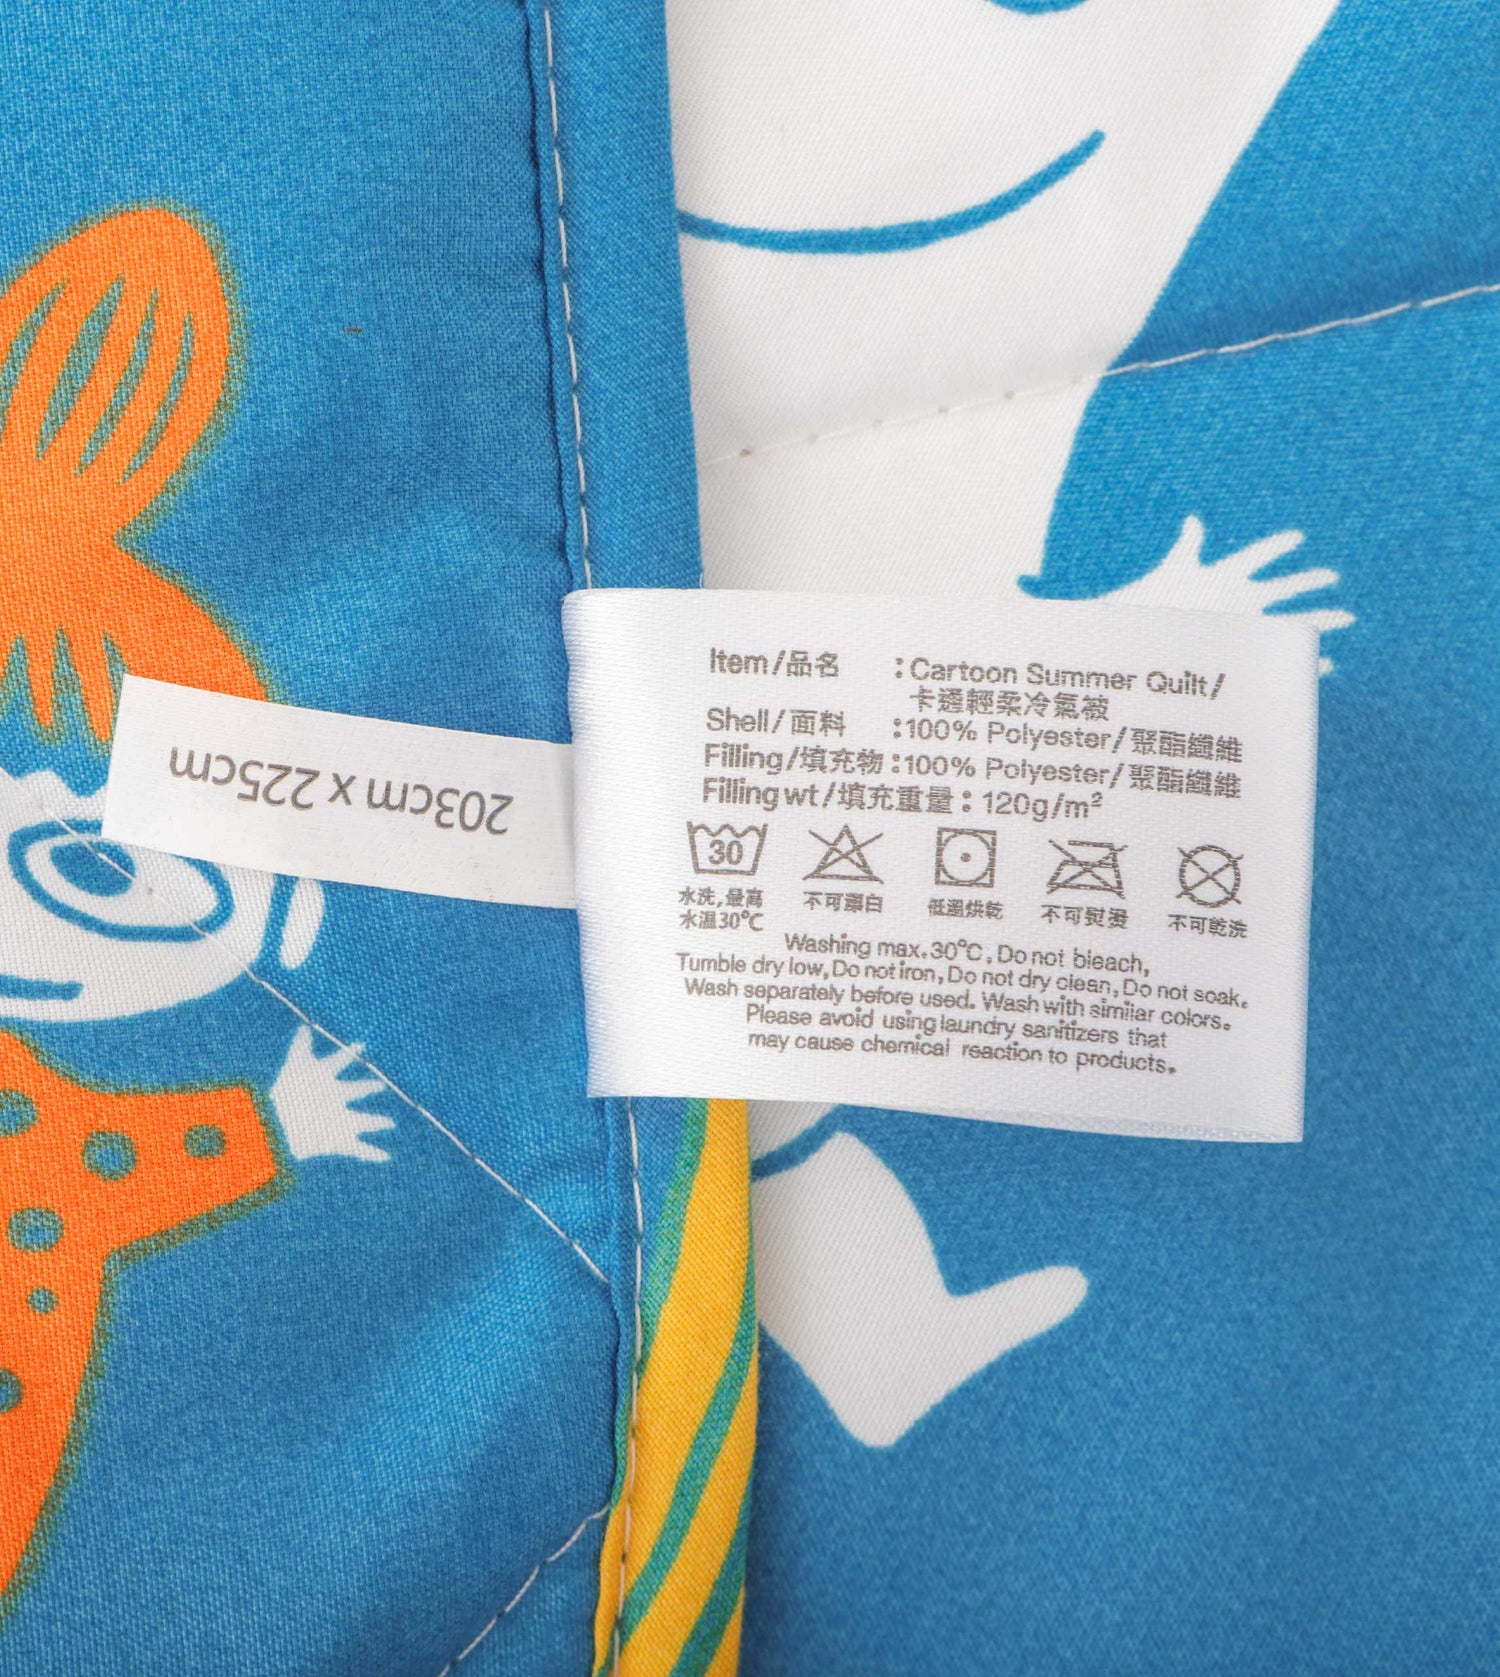 203cm x 225cm
Item/品名 :Cartoon Summer Quilt/
卡通輕柔冷氣被
Shell/面料 :100% Polyester/聚酯纖維
Filling/填充物:100% Polyester/聚酯纖維
Filling wt/填充重量: 120g/m²
30
水洗,最高
水溫30℃
不可漂白
低溫烘乾
不可熨燙
不可乾洗
Washing max.30℃, Do not bleach,
Tumble dry low, Do not iron, Do not dry clean, Do not soak.
Wash separately before used. Wash with similar colors.
Please avoid using laundry sanitizers that
may cause chemical reaction to products.